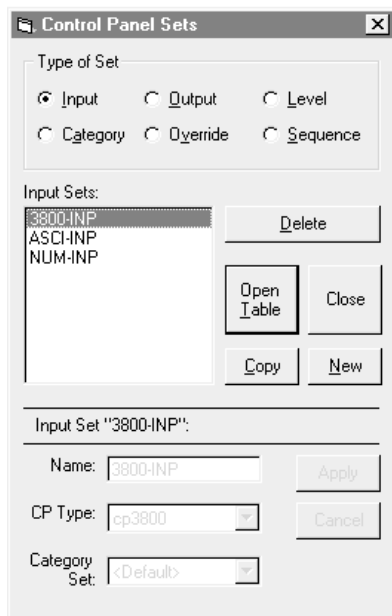 Control Panel Sets
Type of Set
Input Output Level
Category Override Sequence
Input Sets:
3800-INP
ASCI-INP
NUM-INP
Delete
Open Table
Close
Copy New
Input Set "3800-INP":
Name: 3800-INP Apply
CP Type: cp3800 Cancel
Category Set: <Default>